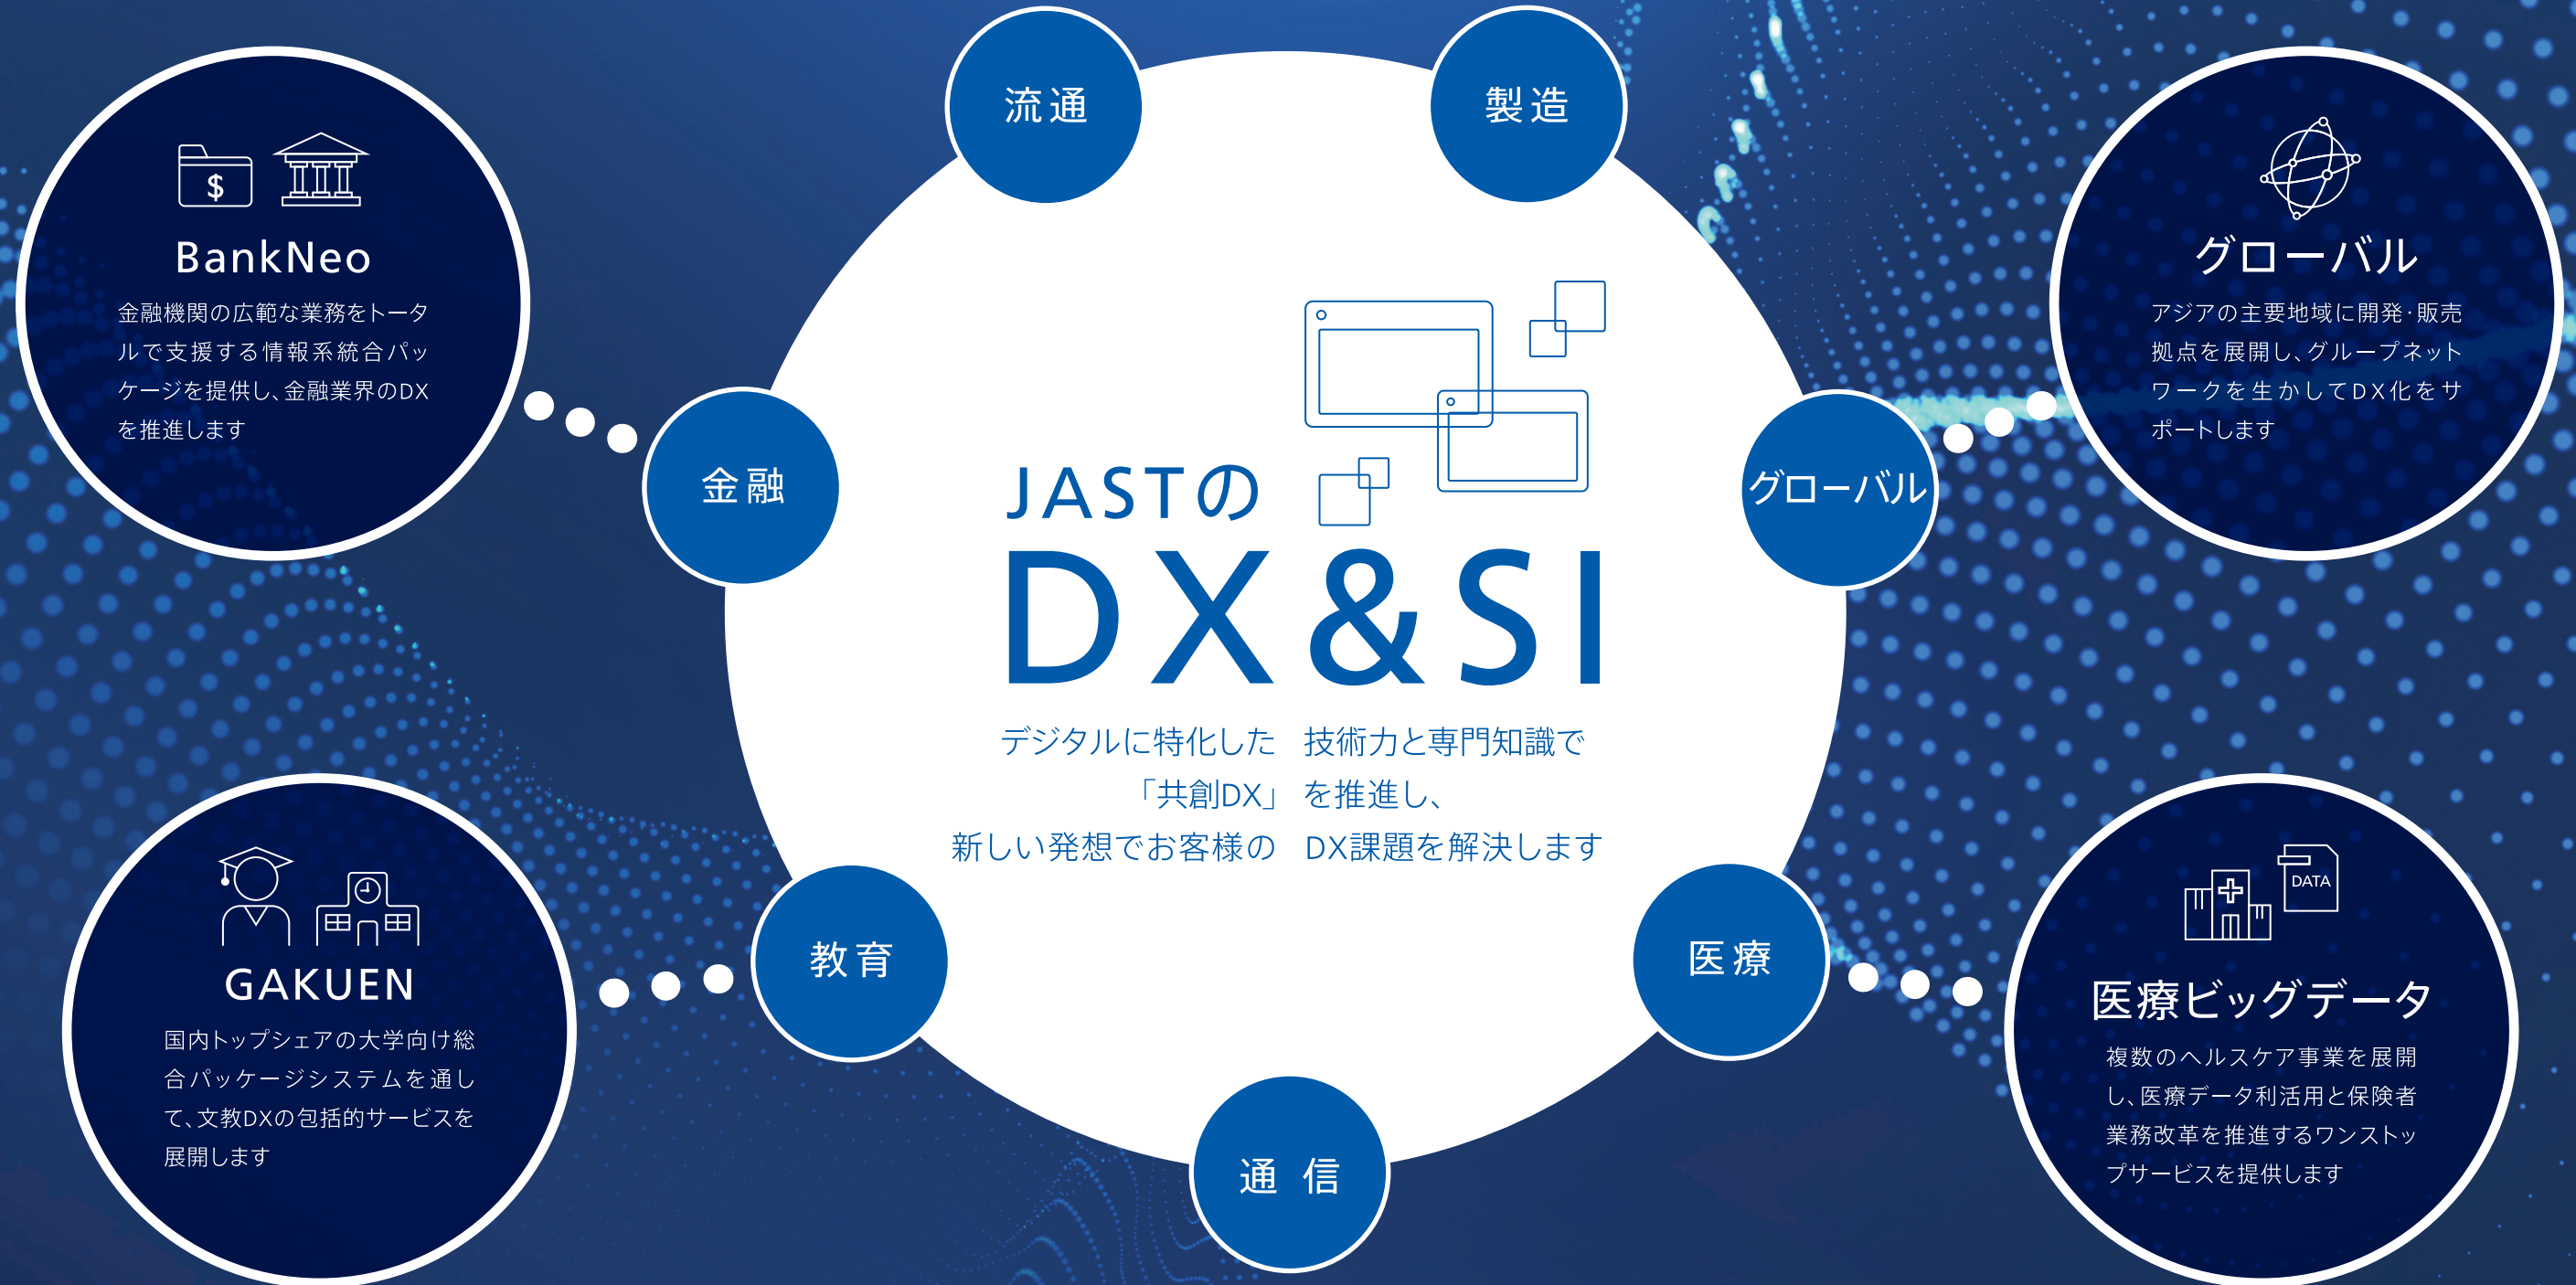 流通
製造
$
BankNeo
金融機関の広範な業務をトータ
ルで支援する情報系統合パッ
ケージを提供し、金融業界のDX
を推進します
グローバル
アジアの主要地域に開発・販売
拠点を展開し、グループネット
ワークを生かしてDX化をサ
ポートします
金融
グローバル
JASTの
DX&SI
デジタルに特化した 技術力と専門知識で
「共創DX」 を推進し、
新しい発想でお客様の DX課題を解決します
教育
医療
通信
GAKUEN
国内トップシェアの大学向け総
合パッケージシステムを通し
て、文教DXの包括的サービスを
展開します
DATA
医療ビッグデータ
複数のヘルスケア事業を展開
し、医療データ利活用と保険者
業務改革を推進するワンストッ
プサービスを提供します